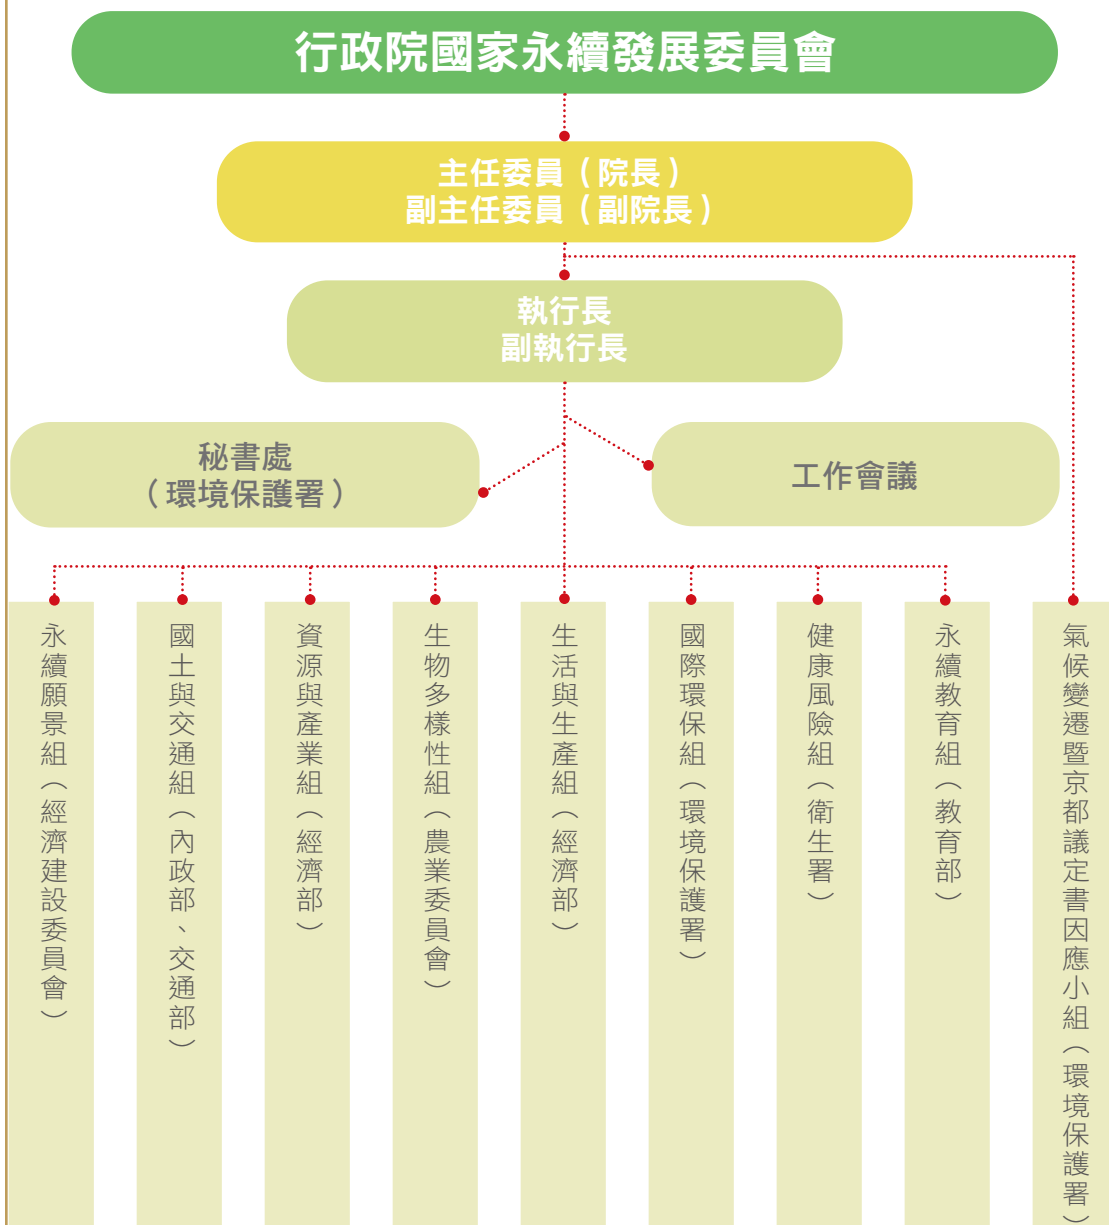 行政院國家永續發展委員會
主任委員（院長）
副主任委員（副院長）
執行長
副執行長
秘書處
（環境保護署）
工作會議
永續願景組（經濟建設委員會）
國土與交通組（內政部、交通部）
資源與產業組（經濟部）
生物多樣性組（農業委員會）
生活與生產組（經濟部）
國際環保組（環境保護署）
健康風險組（衛生署）
永續教育組（教育部）
氣候變遷暨京都議定書因應小組（環境保護署）